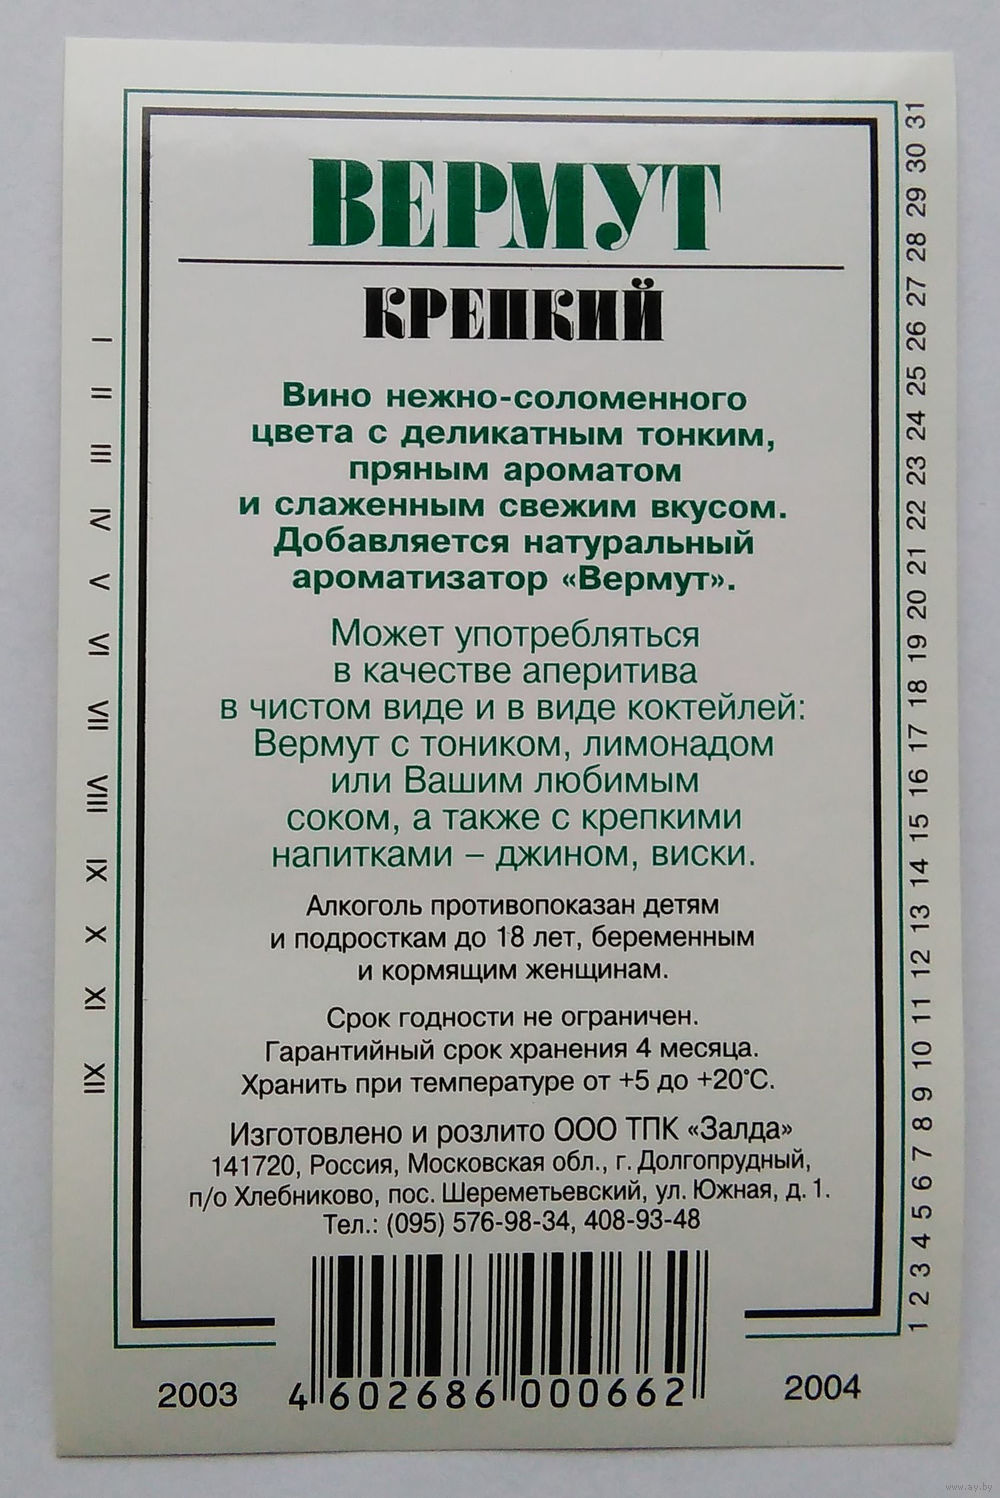 ВЕРМУТ
КРЕПКИЙ
Вино нежно-соломенного
цвета с деликатным тонким,
пряным ароматом
и слаженным свежим вкусом.
Добавляется натуральный
ароматизатор «Вермут».
Может употребляться
в качестве аперитива
в чистом виде и в виде коктейлей:
Вермут с тоником, лимонадом
или Вашим любимым
соком, а также с крепкими
напитками – джином, виски.
Алкоголь противопоказан детям
и подросткам до 18 лет, беременным
и кормящим женщинам.
Срок годности не ограничен.
Гарантийный срок хранения 4 месяца.
Хранить при температуре от +5 до +20°С.
Изготовлено и розлито ООО ТПК «Залда»
141720, Россия, Московская обл., г. Долгопрудный,
п/о Хлебниково, пос. Шереметьевский, ул. Южная, д. 1.
Тел.: (095) 576-98-34, 408-93-48
4 602686 000662
2003
2004
I II III IV V VI VII VIII IX X XI XII
1 2 3 4 5 6 7 8 9 10 11 12 13 14 15 16 17 18 19 20 21 22 23 24 25 26 27 28 29 30 31
www.ay.by